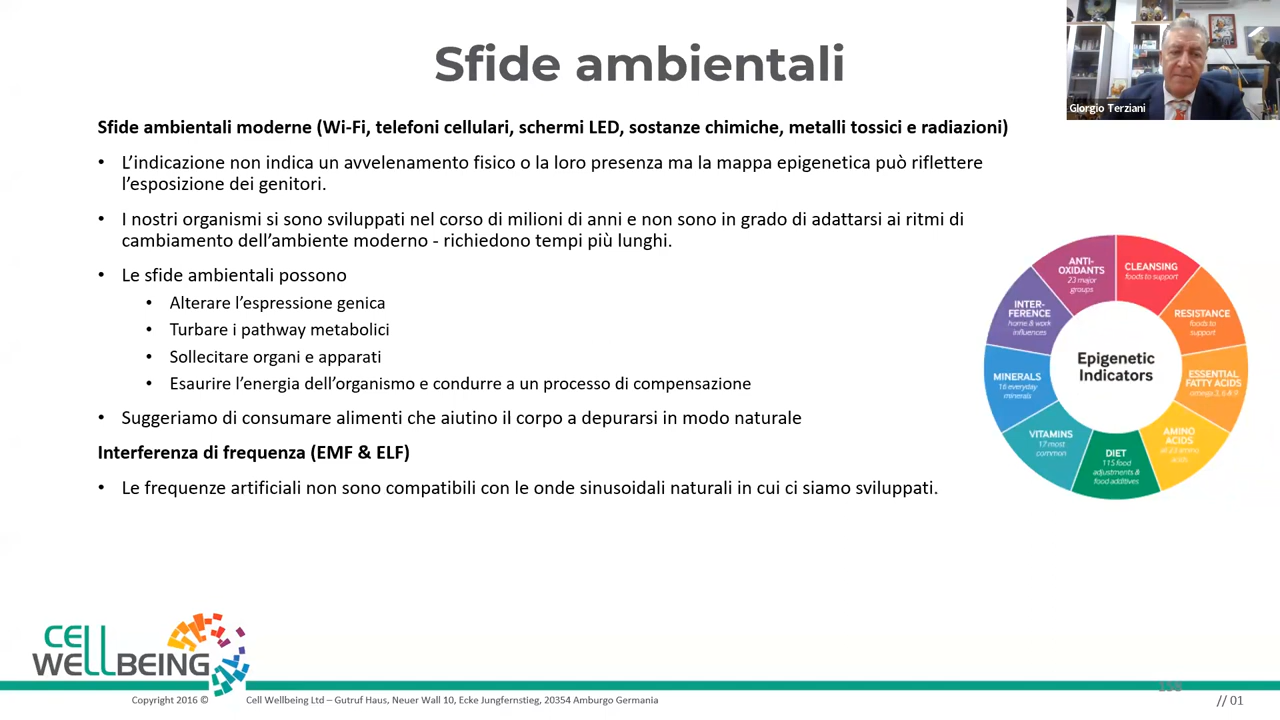 Sfide ambientali
GIorgio Terziani
Sfide ambientali moderne (Wi-Fi, telefoni cellulari, schermi LED, sostanze chimiche, metalli tossici e radiazioni)
• L’indicazione non indica un avvelenamento fisico o la loro presenza ma la mappa epigenetica può riflettere
l’esposizione dei genitori.
• I nostri organismi si sono sviluppati nel corso di milioni di anni e non sono in grado di adattarsi ai ritmi di
cambiamento dell’ambiente moderno - richiedono tempi più lunghi.
• Le sfide ambientali possono
• Alterare l’espressione genica
• Turbare i pathway metabolici
• Sollecitare organi e apparati
• Esaurire l’energia dell’organismo e condurre a un processo di compensazione
• Suggeriamo di consumare alimenti che aiutino il corpo a depurarsi in modo naturale
Interferenza di frequenza (EMF & ELF)
• Le frequenze artificiali non sono compatibili con le onde sinusoidali naturali in cui ci siamo sviluppati.
Epigenetic
Indicators
CLEANSING
foods to support
RESISTANCE
foods to
support
ESSENTIAL
FATTY ACIDS
omega 3, 6 & 9
AMINO
ACIDS
all 22 amino
acids
DIET
115 food
adjustments &
food additives
VITAMINS
17 most
common
MINERALS
16 everyday
minerals
INTER-
FERENCE
home & work
influences
ANTI-
OXIDANTS
23 major
groups
CELL
WELLBEING
Copyright 2016 ©
Cell Wellbeing Ltd – Gutruf Haus, Neuer Wall 10, Ecke Jungfernstieg, 20354 Amburgo Germania
// 01